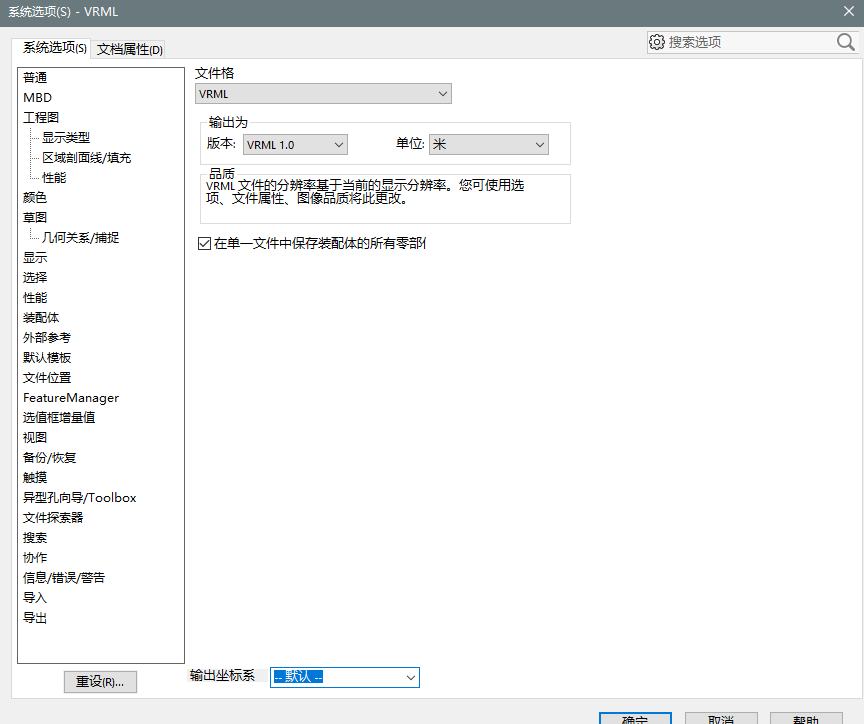 系统选项(S) - VRML
系统选项(S) 文档属性(D)
搜索选项
普通
MBD
工程图
显示类型
区域剖面线/填充
性能
颜色
草图
几何关系/捕捉
显示
选择
性能
装配体
外部参考
默认模板
文件位置
FeatureManager
选值框增量值
视图
备份/恢复
触摸
异型孔向导/Toolbox
文件探索器
搜索
协作
信息/错误/警告
导入
导出
重设(R)...
文件格
VRML
输出为
版本: VRML 1.0 单位: 米
品质
VRML 文件的分辨率基于当前的显示分辨率。您可使用选
项、文件属性、图像品质将此更改。
在单一文件中保存装配体的所有零部
输出坐标系 -- 默认 --
确定 取消 帮助